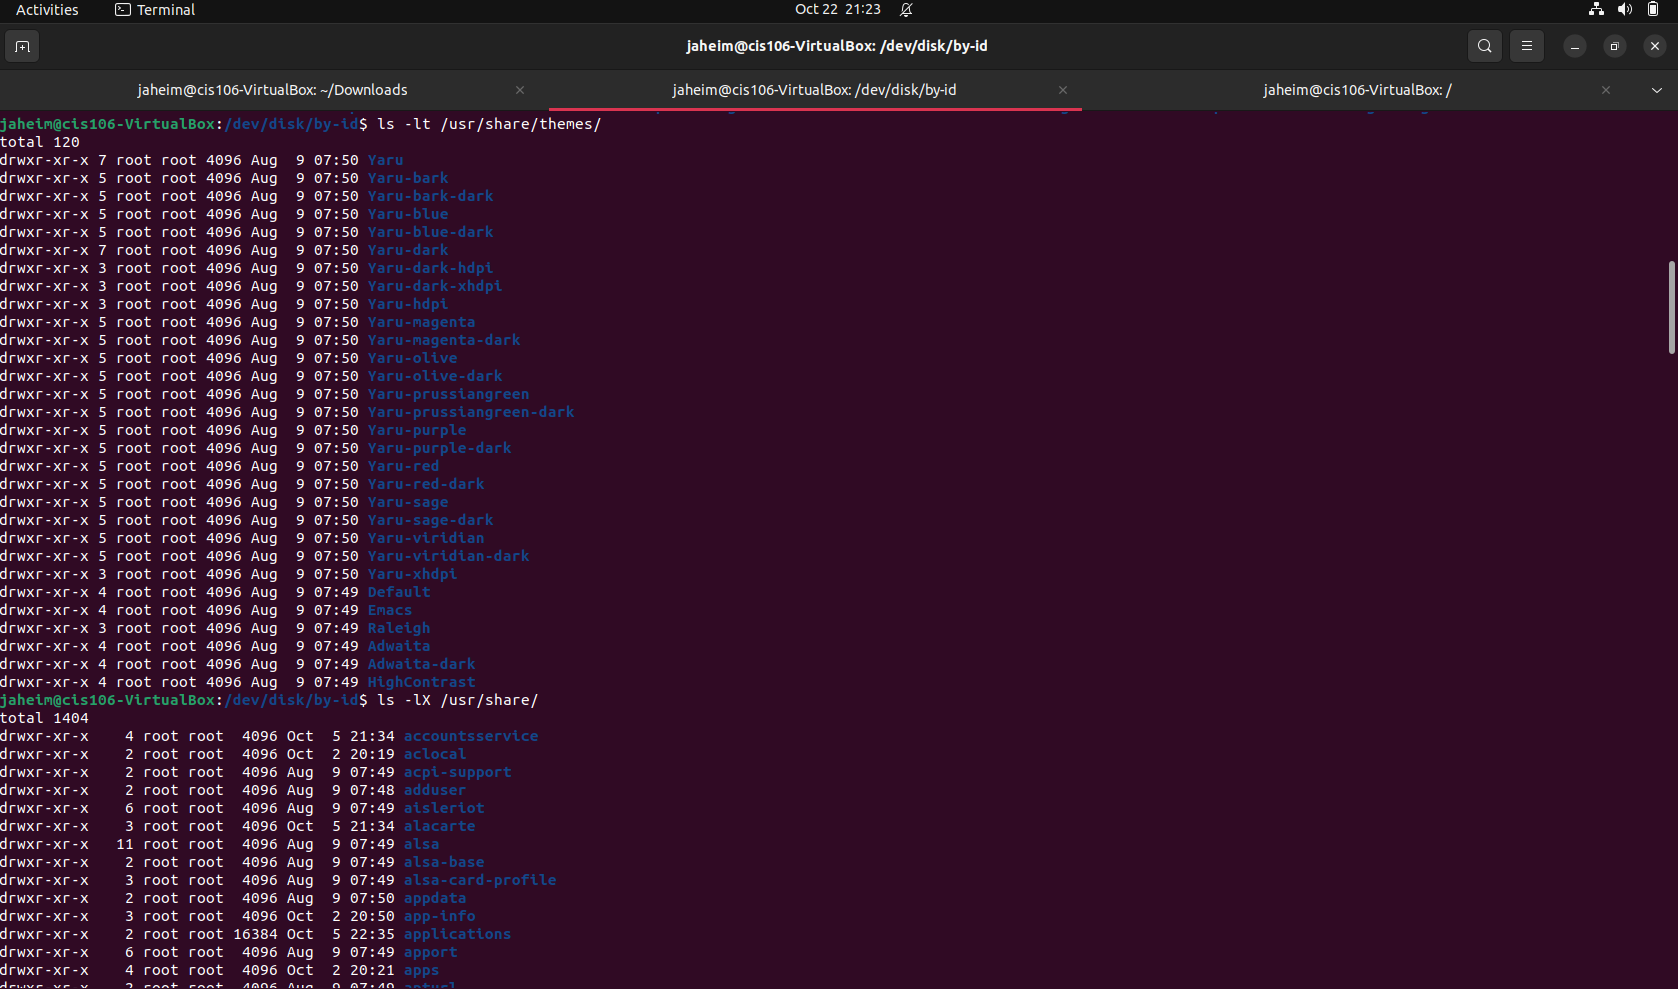 Activities Terminal Oct 22 21:23
jaheim@cis106-VirtualBox: /dev/disk/by-id
jaheim@cis106-VirtualBox: ~/Downloads jaheim@cis106-VirtualBox: /dev/disk/by-id jaheim@cis106-VirtualBox: /
jaheim@cis106-VirtualBox:/dev/disk/by-id$ ls -lt /usr/share/themes/
total 120
drwxr-xr-x 7 root root 4096 Aug  9 07:50 Yaru
drwxr-xr-x 5 root root 4096 Aug  9 07:50 Yaru-bark
drwxr-xr-x 5 root root 4096 Aug  9 07:50 Yaru-bark-dark
drwxr-xr-x 5 root root 4096 Aug  9 07:50 Yaru-blue
drwxr-xr-x 5 root root 4096 Aug  9 07:50 Yaru-blue-dark
drwxr-xr-x 7 root root 4096 Aug  9 07:50 Yaru-dark
drwxr-xr-x 3 root root 4096 Aug  9 07:50 Yaru-dark-hdpi
drwxr-xr-x 3 root root 4096 Aug  9 07:50 Yaru-dark-xhdpi
drwxr-xr-x 3 root root 4096 Aug  9 07:50 Yaru-hdpi
drwxr-xr-x 5 root root 4096 Aug  9 07:50 Yaru-magenta
drwxr-xr-x 5 root root 4096 Aug  9 07:50 Yaru-magenta-dark
drwxr-xr-x 5 root root 4096 Aug  9 07:50 Yaru-olive
drwxr-xr-x 5 root root 4096 Aug  9 07:50 Yaru-olive-dark
drwxr-xr-x 5 root root 4096 Aug  9 07:50 Yaru-prussiangreen
drwxr-xr-x 5 root root 4096 Aug  9 07:50 Yaru-prussiangreen-dark
drwxr-xr-x 5 root root 4096 Aug  9 07:50 Yaru-purple
drwxr-xr-x 5 root root 4096 Aug  9 07:50 Yaru-purple-dark
drwxr-xr-x 5 root root 4096 Aug  9 07:50 Yaru-red
drwxr-xr-x 5 root root 4096 Aug  9 07:50 Yaru-red-dark
drwxr-xr-x 5 root root 4096 Aug  9 07:50 Yaru-sage
drwxr-xr-x 5 root root 4096 Aug  9 07:50 Yaru-sage-dark
drwxr-xr-x 5 root root 4096 Aug  9 07:50 Yaru-viridian
drwxr-xr-x 5 root root 4096 Aug  9 07:50 Yaru-viridian-dark
drwxr-xr-x 3 root root 4096 Aug  9 07:50 Yaru-xhdpi
drwxr-xr-x 4 root root 4096 Aug  9 07:49 Default
drwxr-xr-x 4 root root 4096 Aug  9 07:49 Emacs
drwxr-xr-x 3 root root 4096 Aug  9 07:49 Raleigh
drwxr-xr-x 4 root root 4096 Aug  9 07:49 Adwaita
drwxr-xr-x 4 root root 4096 Aug  9 07:49 Adwaita-dark
drwxr-xr-x 4 root root 4096 Aug  9 07:49 HighContrast
jaheim@cis106-VirtualBox:/dev/disk/by-id$ ls -lX /usr/share/
total 1404
drwxr-xr-x    4 root root  4096 Oct  5 21:34 accountsservice
drwxr-xr-x    2 root root  4096 Oct  2 20:19 aclocal
drwxr-xr-x    2 root root  4096 Aug  9 07:49 acpi-support
drwxr-xr-x    2 root root  4096 Aug  9 07:48 adduser
drwxr-xr-x    6 root root  4096 Aug  9 07:49 aisleriot
drwxr-xr-x    3 root root  4096 Oct  5 21:34 alacarte
drwxr-xr-x   11 root root  4096 Aug  9 07:49 alsa
drwxr-xr-x    2 root root  4096 Aug  9 07:49 alsa-base
drwxr-xr-x    3 root root  4096 Aug  9 07:49 alsa-card-profile
drwxr-xr-x    2 root root  4096 Aug  9 07:50 appdata
drwxr-xr-x    3 root root  4096 Oct  2 20:50 app-info
drwxr-xr-x    2 root root 16384 Oct  5 22:35 applications
drwxr-xr-x    6 root root  4096 Aug  9 07:49 apport
drwxr-xr-x    4 root root  4096 Oct  2 20:21 apps